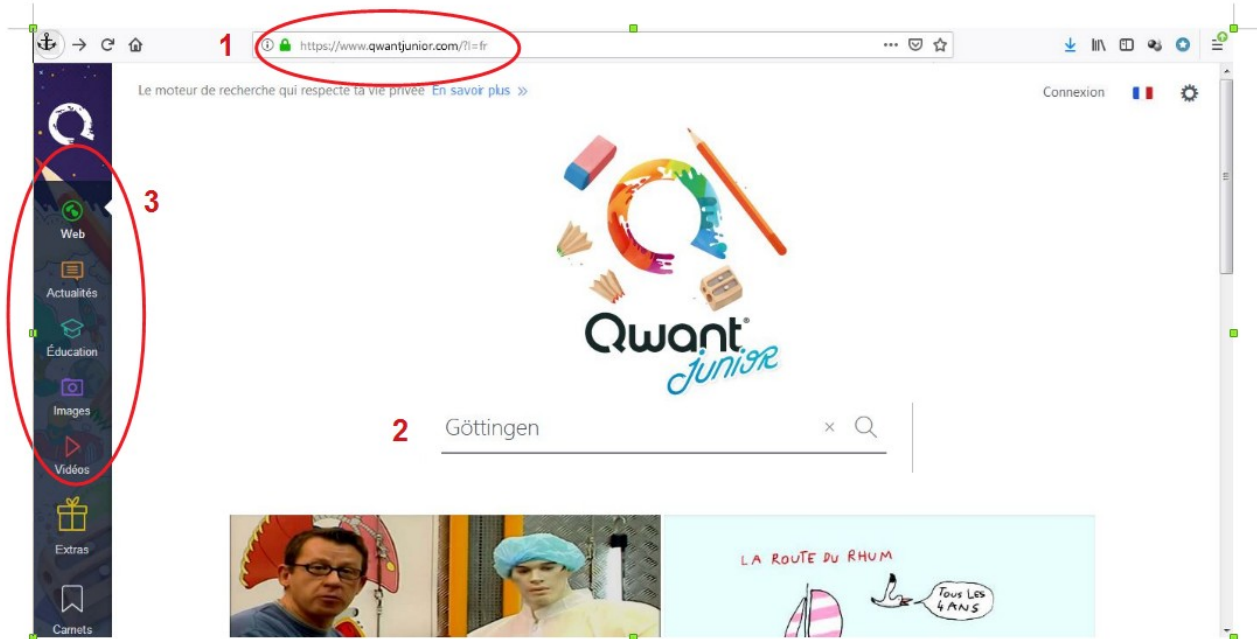 1
https://www.qwantjunior.com/?l=fr
Le moteur de recherche qui respecte ta vie privée En savoir plus »
Connexion
3
Web
Actualités
Éducation
Images
Vidéos
Extras
Carnets
Qwant®
junior
2
Göttingen ×
LA ROUTE DU RHUM
TOUS LES
4 ANS